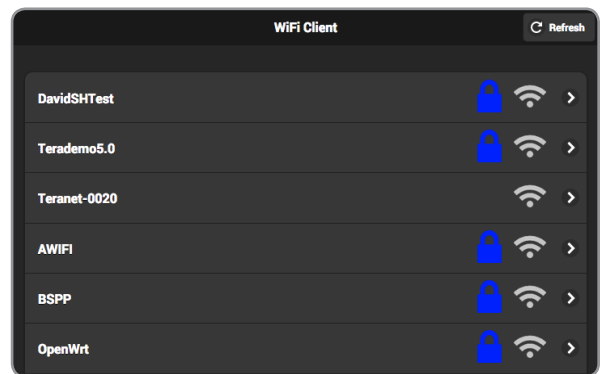 WiFi Client
Refresh
DavidSHTest
Terademo5.0
Teranet-0020
AWIFI
BSPP
OpenWrt